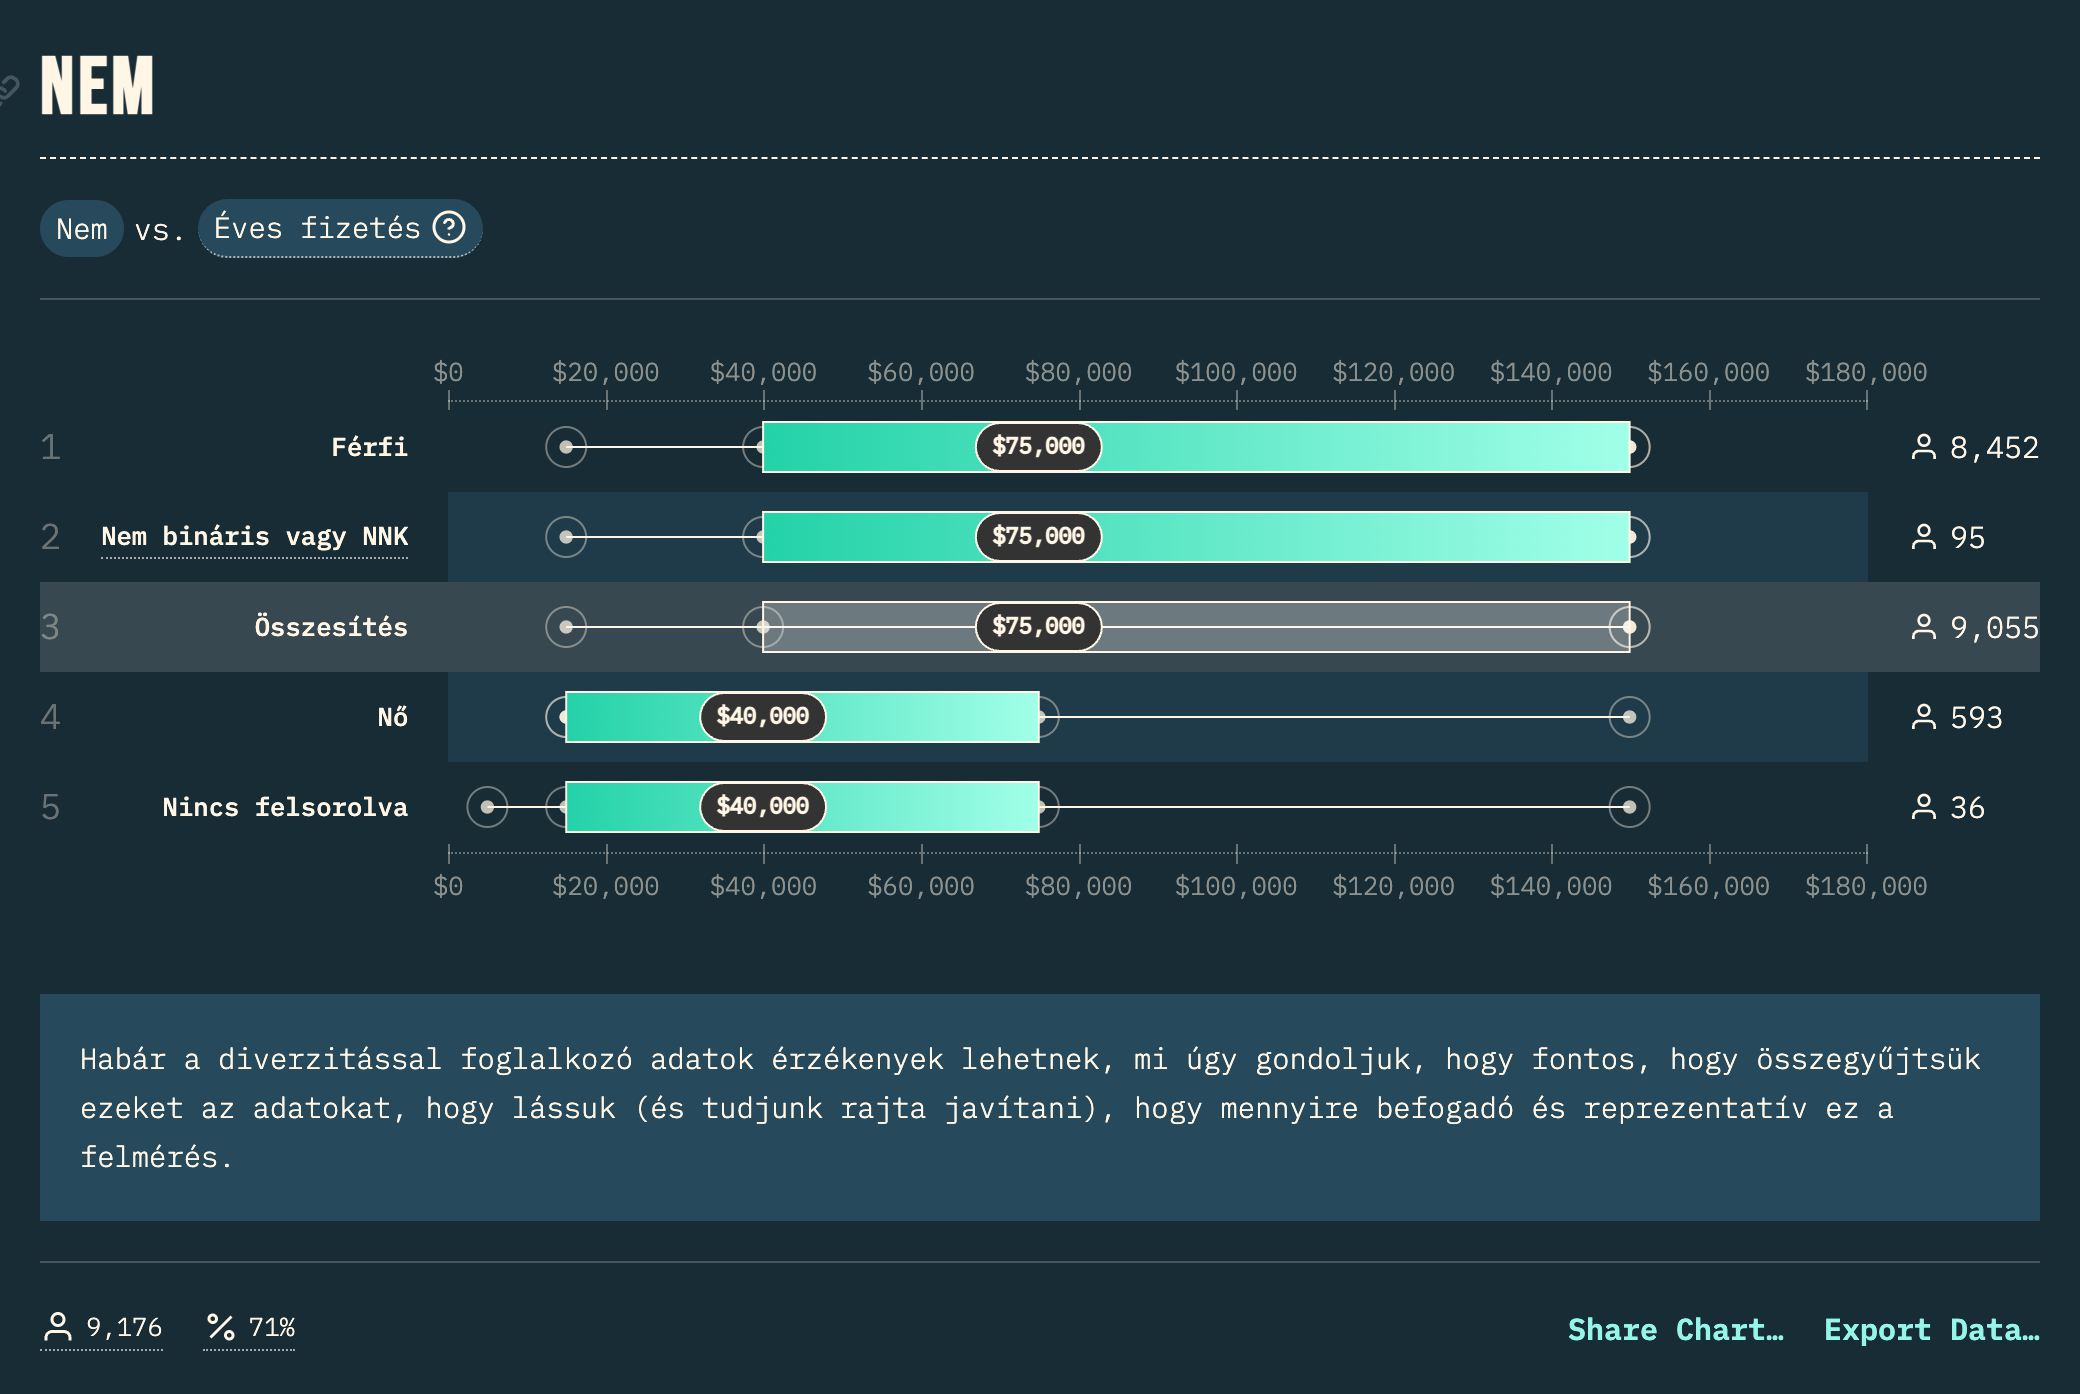 NEM
Nem vs. Éves fizetés ?
$0 $20,000 $40,000 $60,000 $80,000 $100,000 $120,000 $140,000 $160,000 $180,000
1 Férfi $75,000 8,452
2 Nem bináris vagy NNK $75,000 95
3 Összesítés $75,000 9,055
4 Nő $40,000 593
5 Nincs felsorolva $40,000 36
$0 $20,000 $40,000 $60,000 $80,000 $100,000 $120,000 $140,000 $160,000 $180,000
Habár a diverzitással foglalkozó adatok érzékenyek lehetnek, mi úgy gondoljuk, hogy fontos, hogy összegyűjtsük
ezeket az adatokat, hogy lássuk (és tudjunk rajta javítani), hogy mennyire befogadó és reprezentatív ez a
felmérés.
9,176 % 71% Share Chart… Export Data…